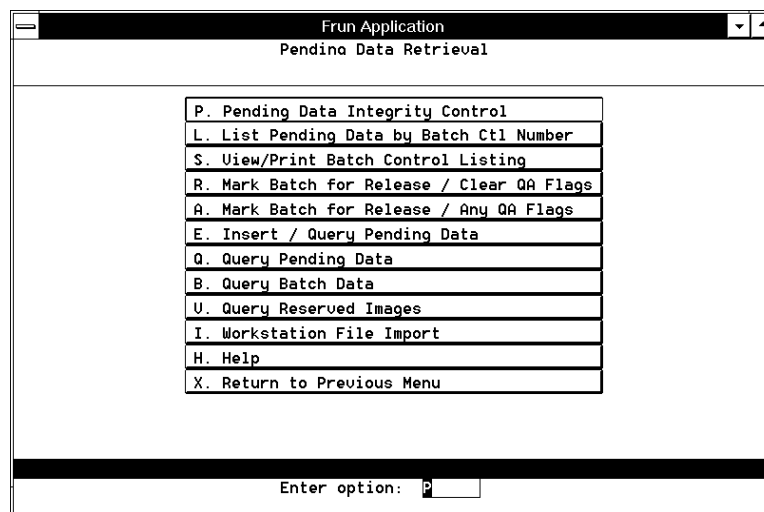 Frun Application
Pending Data Retrieval
P. Pending Data Integrity Control
L. List Pending Data by Batch Ctl Number
S. View/Print Batch Control Listing
R. Mark Batch for Release / Clear QA Flags
A. Mark Batch for Release / Any QA Flags
E. Insert / Query Pending Data
Q. Query Pending Data
B. Query Batch Data
V. Query Reserved Images
I. Workstation File Import
H. Help
X. Return to Previous Menu
Enter option: P